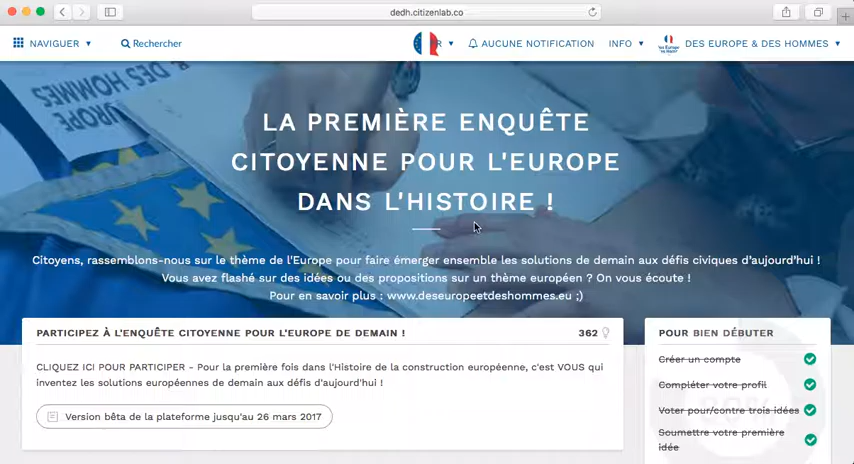 dedh.citizenlab.co
NAVIGUER
Rechercher
AUCUNE NOTIFICATION
INFO
DES EUROPE & DES HOMMES
LA PREMIÈRE ENQUÊTE
CITOYENNE POUR L'EUROPE
DANS L'HISTOIRE !
Citoyens, rassemblons-nous sur le thème de l'Europe pour faire émerger ensemble les solutions de demain aux défis civiques d'aujourd'hui !
Vous avez flashé sur des idées ou des propositions sur un thème européen ? On vous écoute !
Pour en savoir plus : www.deseuropeetdeshommes.eu ;)
PARTICIPEZ À L'ENQUÊTE CITOYENNE POUR L'EUROPE DE DEMAIN !
362
CLIQUEZ ICI POUR PARTICIPER - Pour la première fois dans l'Histoire de la construction européenne, c'est VOUS qui
inventez les solutions européennes de demain aux défis d'aujourd'hui !
Version bêta de la plateforme jusqu'au 26 mars 2017
POUR BIEN DÉBUTER
Créer un compte
Compléter votre profil
Voter pour/contre trois idées
Soumettre votre première
idée